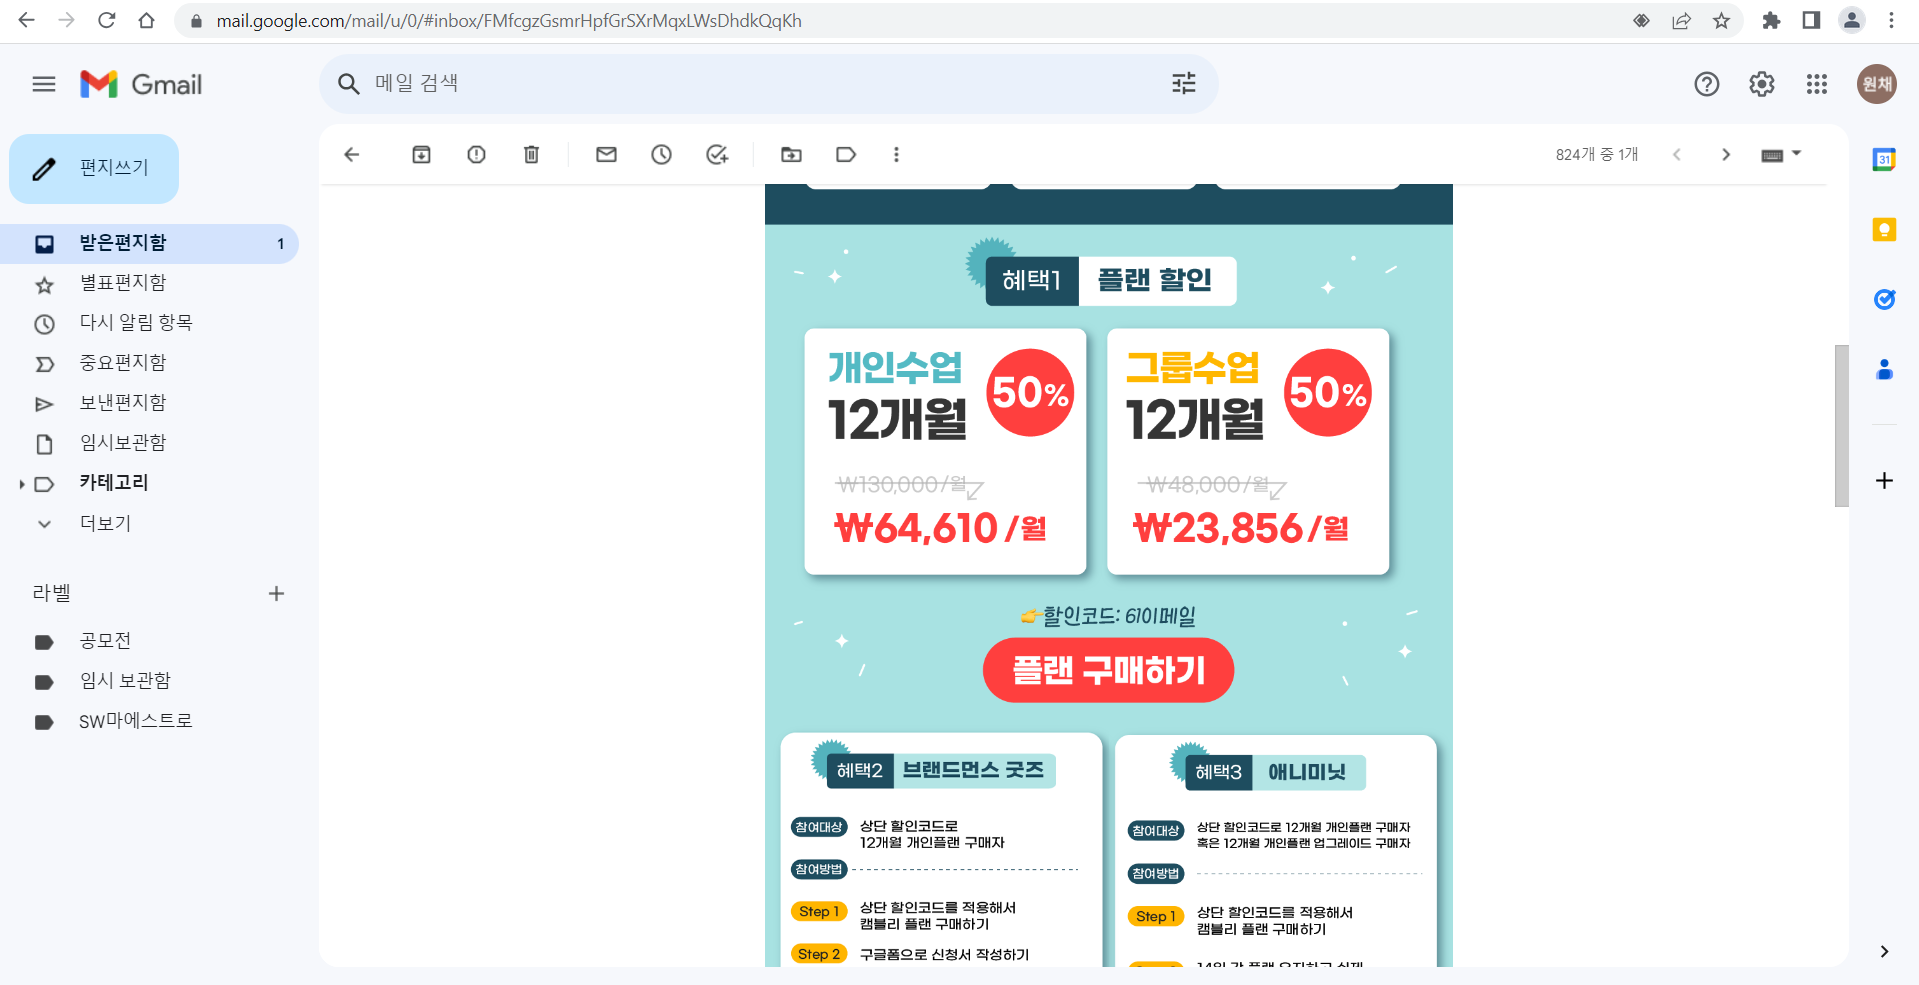 mail.google.com/mail/u/0/#inbox/FMfcgzGsmrHpfGrSXrMqxLWsDhdkQqKh
Gmail
메일 검색
원채
편지쓰기
824개 중 1개
받은편지함 1
별표편지함
다시 알림 항목
중요편지함
보낸편지함
임시보관함
카테고리
더보기
라벨
공모전
임시 보관함
SW마에스트로
31
혜택1 플랜 할인
개인수업
12개월
50%
₩130,000/월
₩64,610/월
그룹수업
12개월
50%
₩48,000/월
₩23,856/월
👉할인코드: 61이메일
플랜 구매하기
혜택2 브랜드먼스 굿즈
참여대상 상단 할인코드로
12개월 개인플랜 구매자
참여방법
Step 1 상단 할인코드를 적용해서
캠블리 플랜 구매하기
Step 2 구글폼으로 신청서 작성하기
혜택3 애니미닛
참여대상 상단 할인코드로 12개월 개인플랜 구매자
혹은 12개월 개인플랜 업그레이드 구매자
참여방법
Step 1 상단 할인코드를 적용해서
캠블리 플랜 구매하기